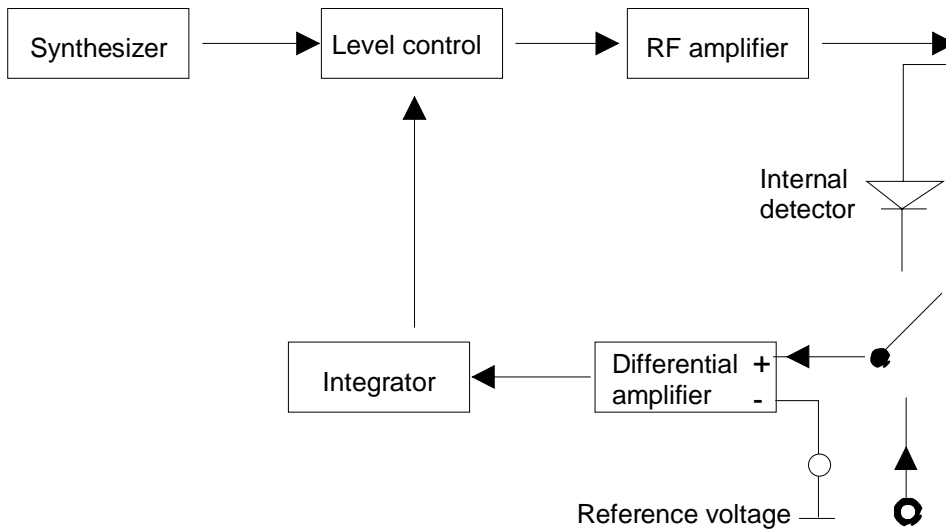 Synthesizer
Level control
RF amplifier
Internal
detector
Integrator
Differential +
amplifier -
Reference voltage